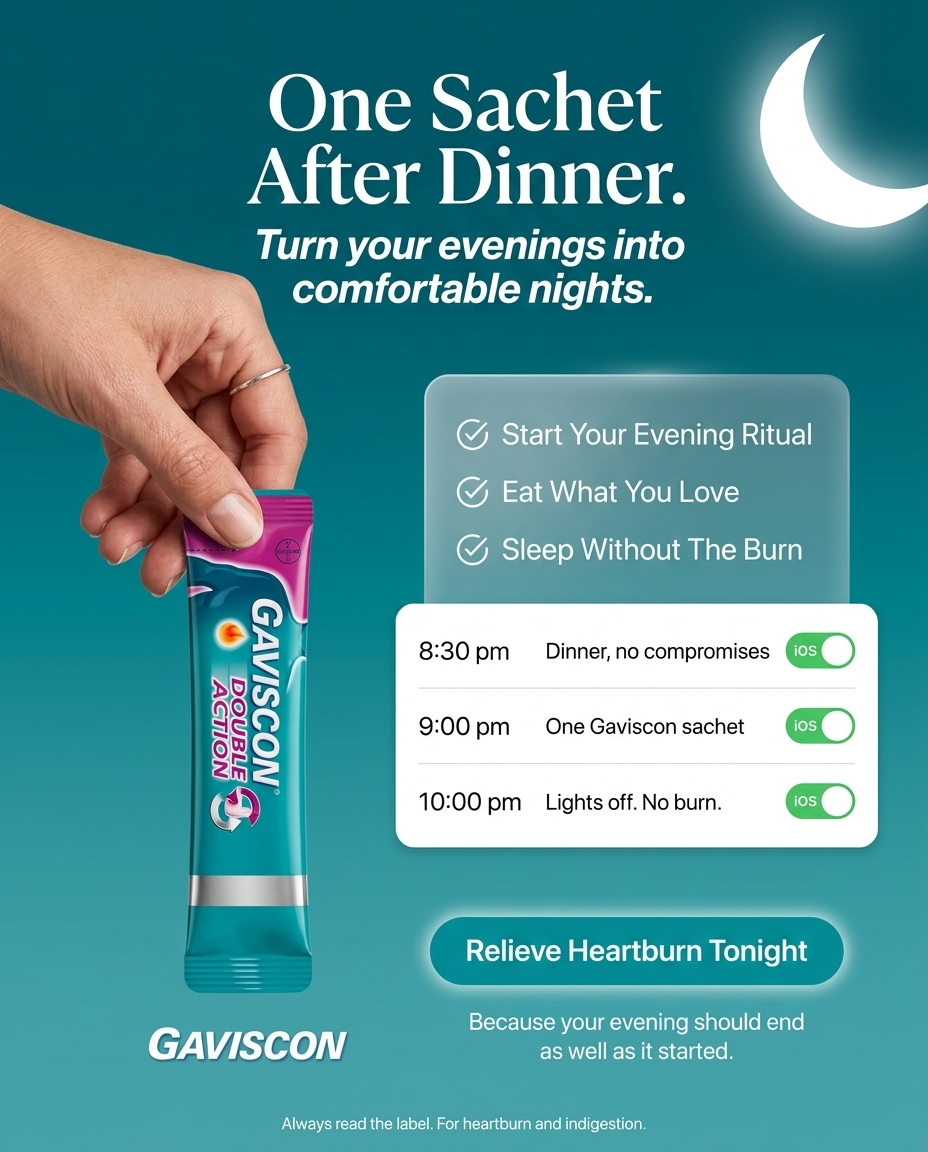 One Sachet
After Dinner.
Turn your evenings into
comfortable nights.
Start Your Evening Ritual
Eat What You Love
Sleep Without The Burn
8:30 pm Dinner, no compromises iOS
9:00 pm One Gaviscon sachet iOS
10:00 pm Lights off. No burn. iOS
GAVISCON
DOUBLE
ACTION
Relieve Heartburn Tonight
Because your evening should end
as well as it started.
GAVISCON
Always read the label. For heartburn and indigestion.